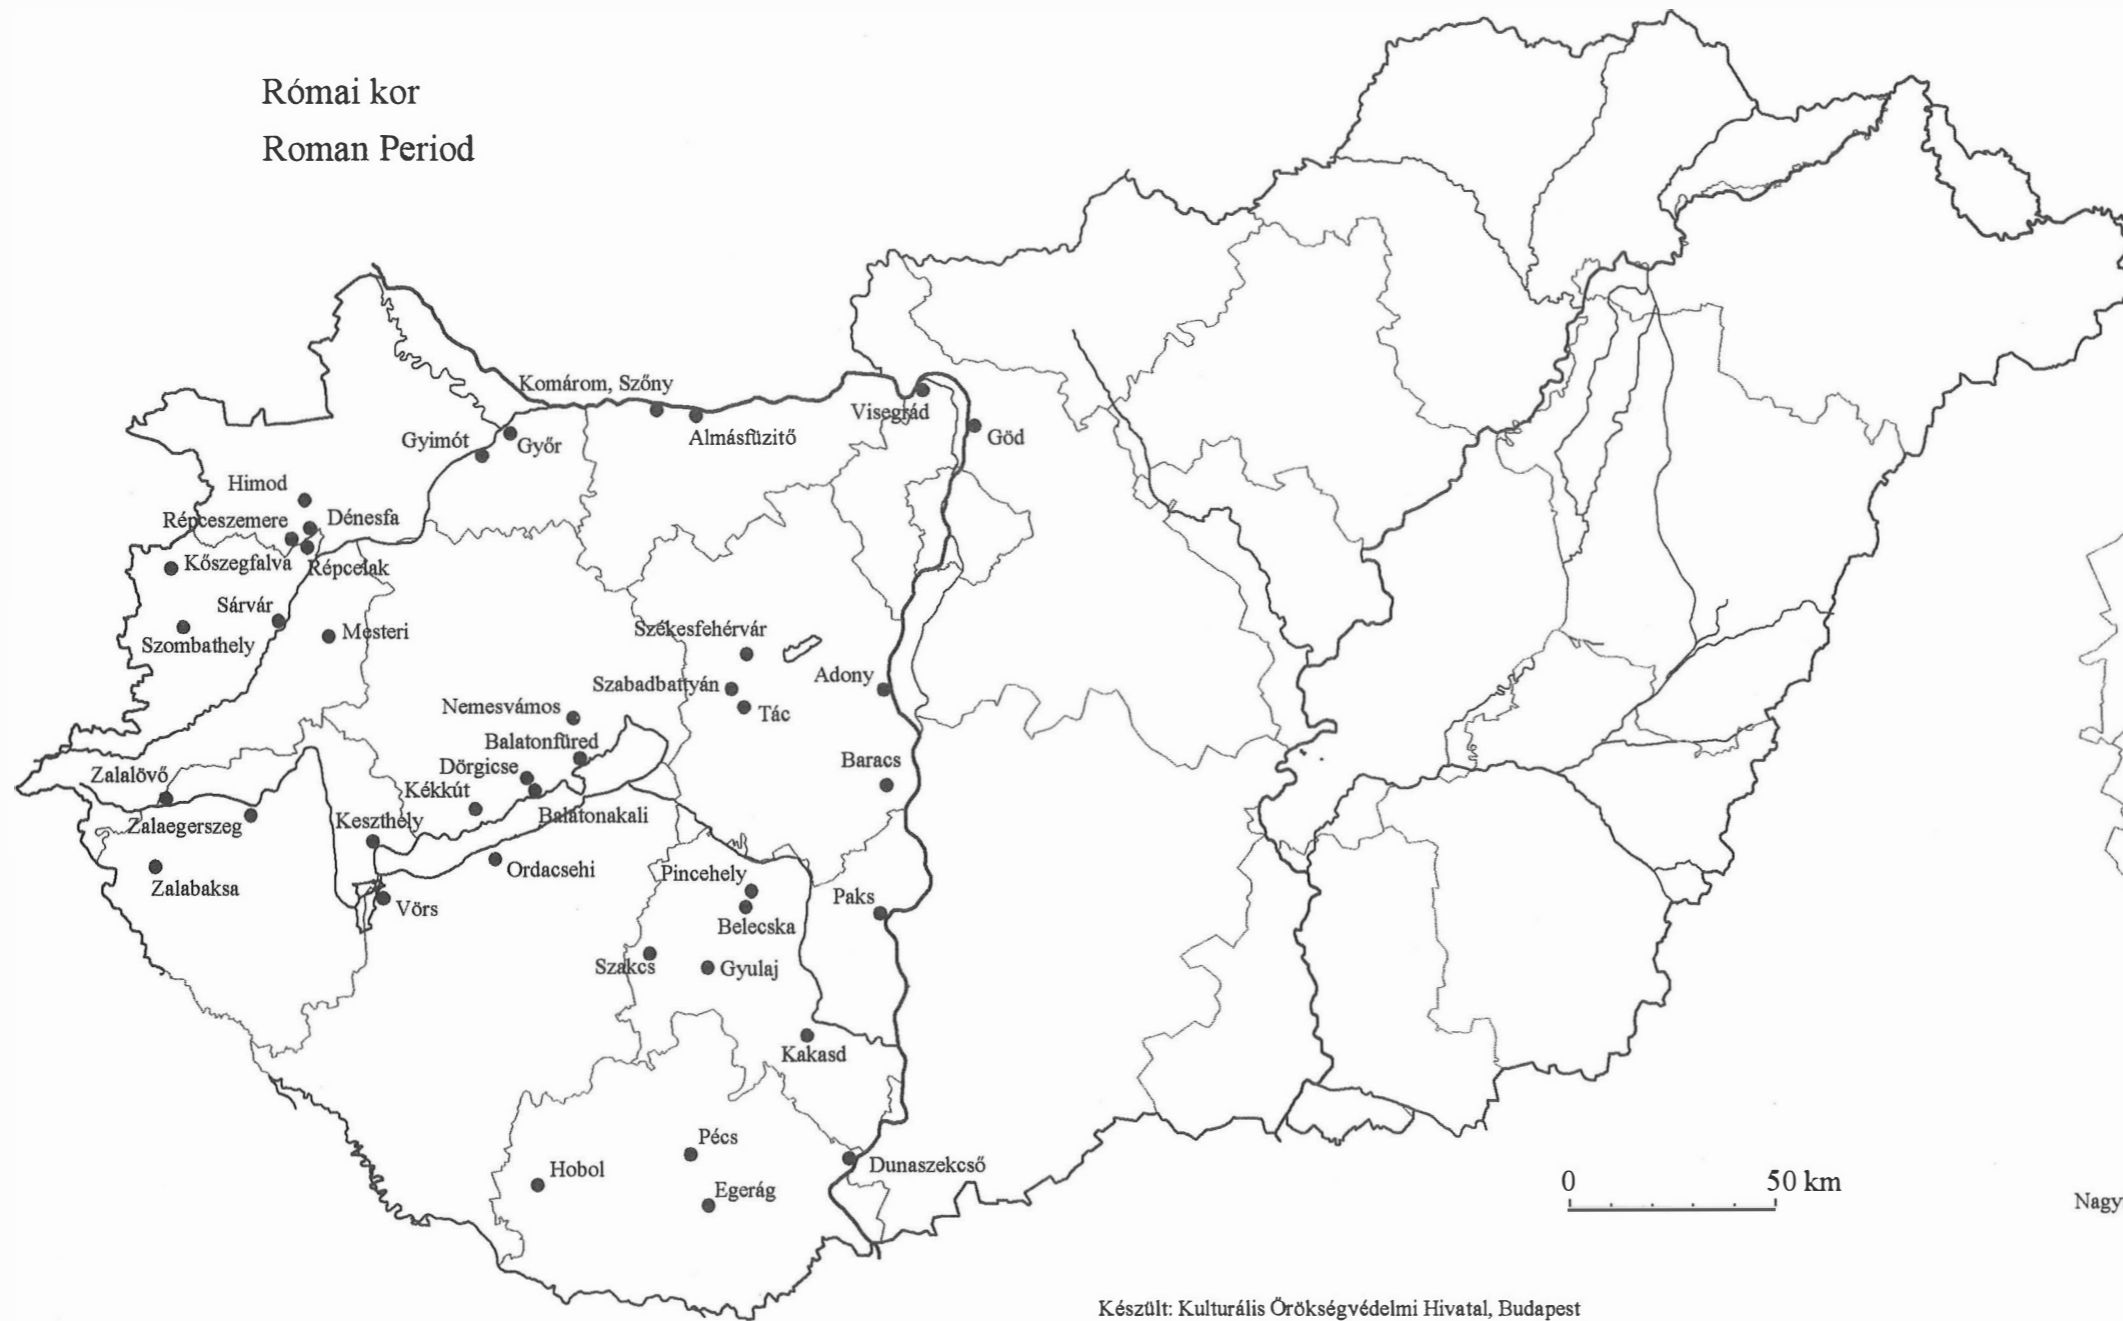 Római kor
Roman Period
Komárom, Szőny
Visegrád
Almásfüzitő
Göd
Gyimót
Győr
Himod
Répceszemere
Dénesfa
Kőszegfalva
Répcelak
Sárvár
Mesteri
Szombathely
Székesfehérvár
Szabadbattyán
Adony
Tác
Nemesvámos
Balatonfüred
Dörgicse
Baracs
Zalalövő
Kékkút
Balatonakali
Zalaegerszeg
Keszthely
Ordacsehi
Pincehely
Zalabaksa
Paks
Vörs
Belecska
Szakcs
Gyulaj
Kakasd
Pécs
Hobol
Dunaszekcső
Egerág
0 50 km
Nagy
Készült: Kulturális Örökségvédelmi Hivatal, Budapest